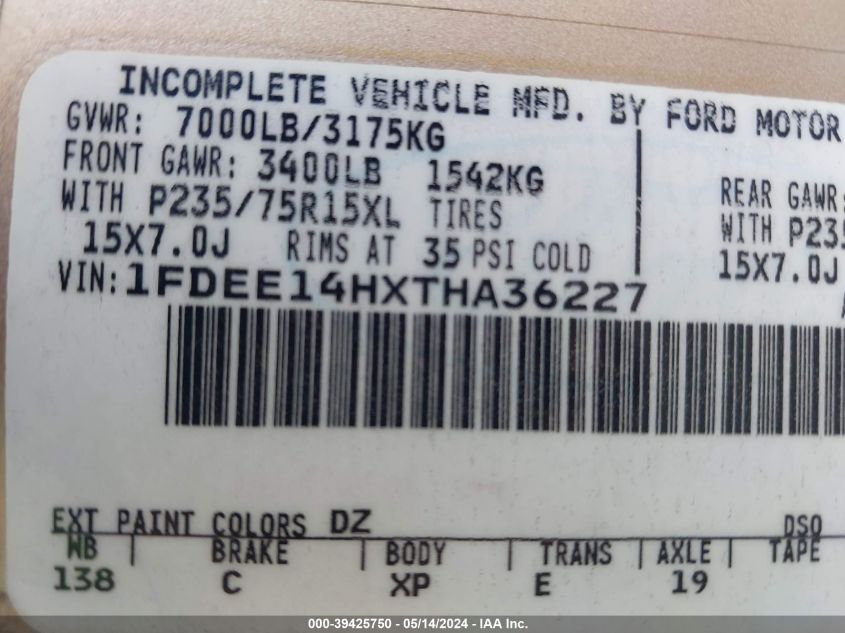 INCOMPLETE VEHICLE MFD. BY FORD MOTOR
GVWR: 7000LB/3175KG
FRONT GAWR: 3400LB 1542KG
WITH P235/75R15XL TIRES
15X7.0J RIMS AT 35 PSI COLD
REAR GAWR:
WITH P235
15X7.0J
VIN: 1FDEE14HXTHA36227
EXT PAINT COLORS DZ DSO
WB | BRAKE | BODY | TRANS | AXLE | TAPE
138 C XP E 19
000-39425750 - 05/14/2024 - IAA Inc.